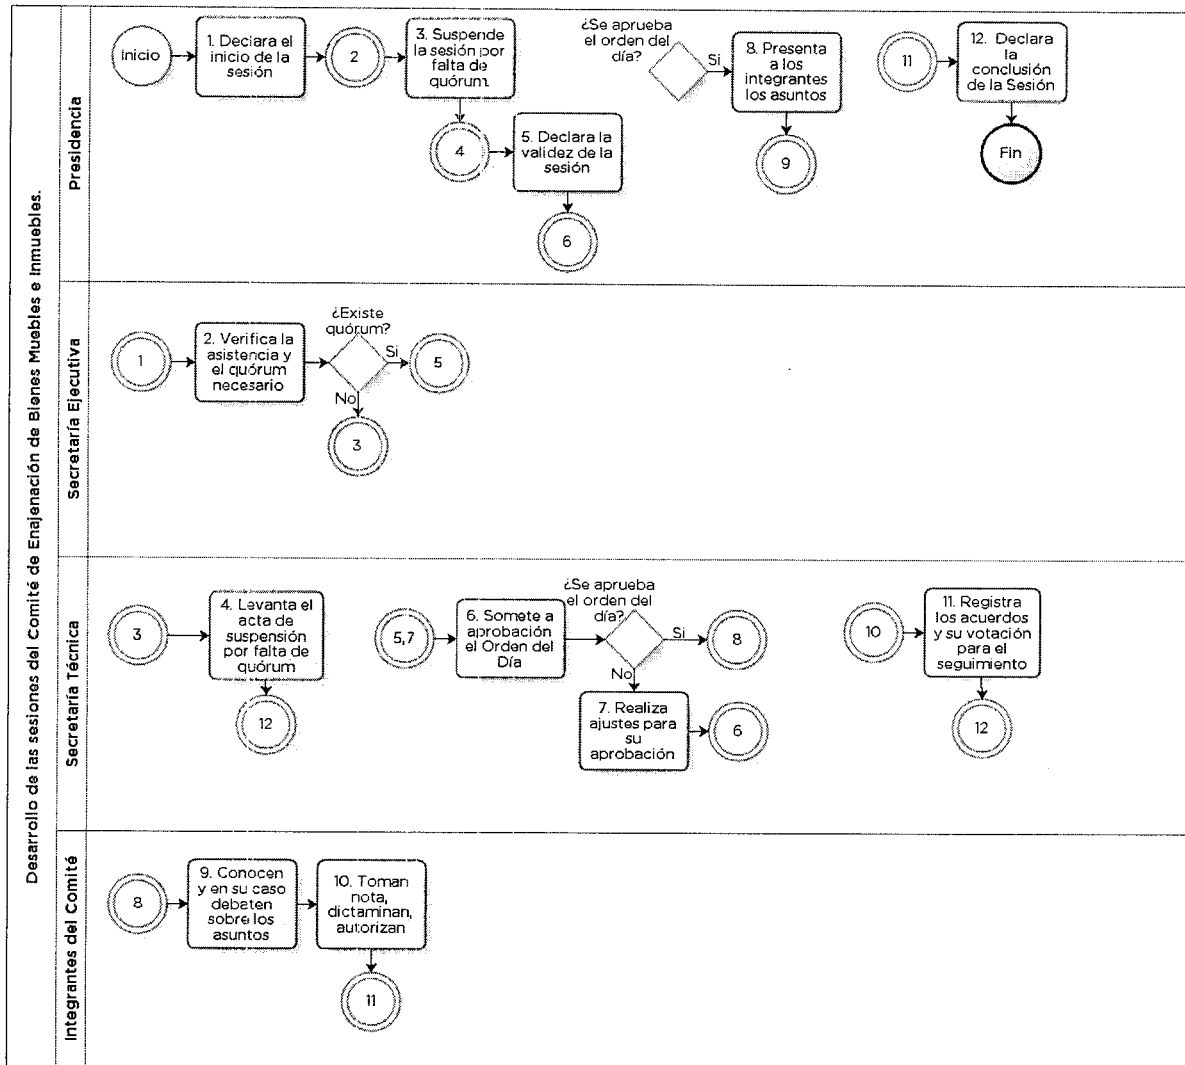 Desarrollo de las sesiones del Comité de Enajenación de Bienes Muebles e Inmuebles.
Presidencia
Inicio
1. Declara el
inicio de la
sesión
2
3. Suspende
la sesión por
falta de
quórum
4
5. Declara la
validez de la
sesión
6
¿Se aprueba
el orden del
día?
Sí
8. Presenta
a los
integrantes
los asuntos
9
11
12. Declara
la
conclusión
de la Sesión
Fin
Secretaría Ejecutiva
1
2. Verifica la
asistencia y
el quórum
necesario
¿Existe
quórum?
Si
5
No
3
Secretaría Técnica
3
4. Levanta el
acta de
suspensión
por falta de
quórum
12
5,7
6. Somete a
aprobación
el Orden del
Día
¿Se aprueba
el orden del
día?
Si
8
No
7. Realiza
ajustes para
su
aprobación
6
10
11. Registra
los acuerdos
y su votación
para el
seguimiento
12
Integrantes del Comité
8
9. Conocen
y en su caso
debaten
sobre los
asuntos
10. Toman
nota,
dictaminan,
autorizan
11